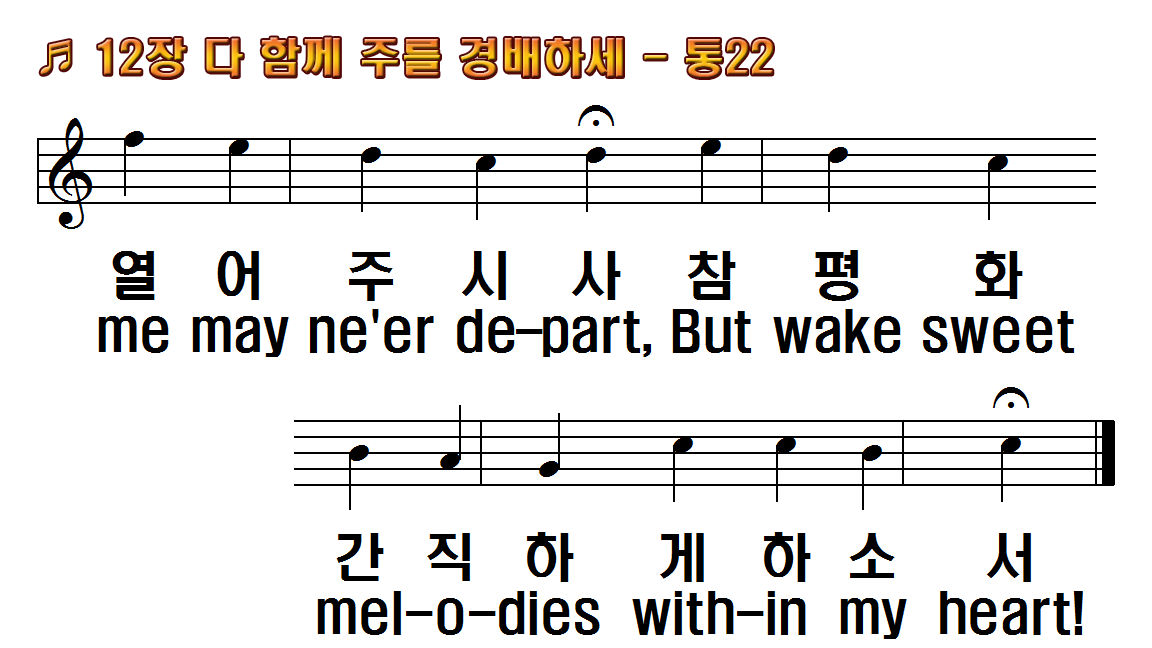 ♬ 12장 다 함께 주를 경배하세 - 통22
열 어 주 시 사 참 평 화
me may ne'er de-part, But wake sweet
간 직 하 게 하 소 서
mel-o-dies with-in my heart!